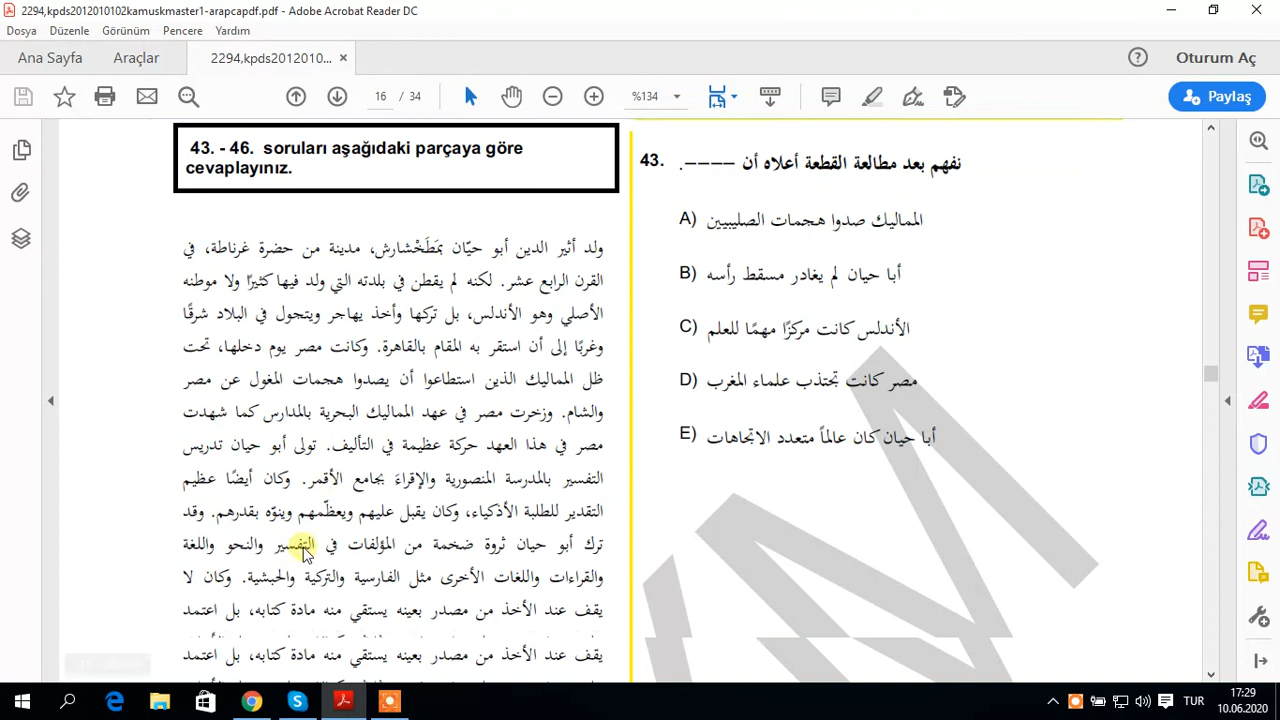 2294,kpds2012010102kamuskmaster1-arapcapdf.pdf - Adobe Acrobat Reader DC
Dosya Düzenle Görünüm Pencere Yardım
Ana Sayfa Araçlar 2294,kpds2012010... × Oturum Aç
16 / 34 %134 Paylaş
43. - 46. soruları aşağıdaki parçaya göre
cevaplayınız.
ولد أثير الدين أبو حيّان بمَطَخْشارش، مدينة من حضرة غرناطة، في
القرن الرابع عشر. لكنه لم يقطن في بلدته التي ولد فيها كثيرًا ولا موطنه
الأصلي وهو الأندلس، بل تركها وأخذ يهاجر ويتجول في البلاد شرقًا
وغربًا إلى أن استقر به المقام بالقاهرة. وكانت مصر يوم دخلها، تحت
ظل المماليك الذين استطاعوا أن يصدوا هجمات المغول عن مصر
والشام. وزخرت مصر في عهد المماليك البحرية بالمدارس كما شهدت
مصر في هذا العهد حركة عظيمة في التأليف. تولى أبو حيان تدريس
التفسير بالمدرسة المنصورية والإقراءَ بجامع الأقمر. وكان أيضًا عظيم
التقدير للطلبة الأذكياء، وكان يقبل عليهم ويعظّمهم وينوّه بقدرهم. وقد
ترك أبو حيان ثروة ضخمة من المؤلفات في التفسير والنحو واللغة
والقراءات واللغات الأخرى مثل الفارسية والتركية والحبشية. وكان لا
يقف عند الأخذ من مصدر بعينه يستقي منه مادة كتابه، بل اعتمد
يقف عند الأخذ من مصدر بعينه يستقي منه مادة كتابه، بل اعتمد
43. نفهم بعد مطالعة القطعة أعلاه أن ––––.
A) المماليك صدوا هجمات الصليبيين
B) أبا حيان لم يغادر مسقط رأسه
C) الأندلس كانت مركزًا مهمًا للعلم
D) مصر كانت تجتذب علماء المغرب
E) أبا حيان كان عالماً متعدد الاتجاهات
TUR 17:29
10.06.2020